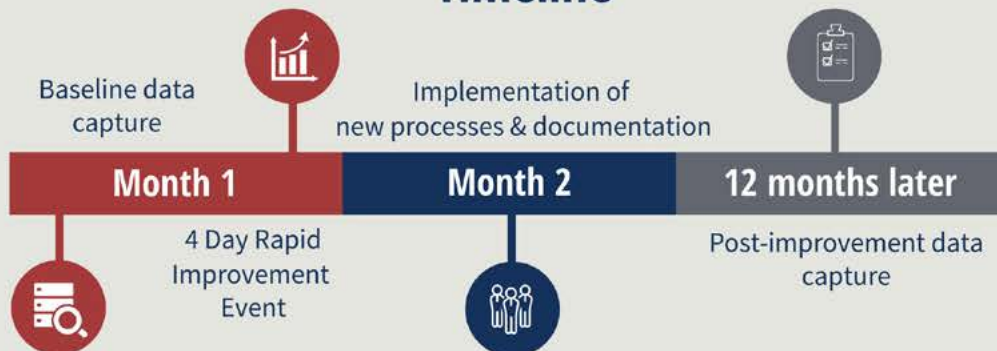 Timeline
Baseline data
capture
Implementation of
new processes & documentation
Month 1
Month 2
12 months later
4 Day Rapid
Improvement
Event
Post-improvement data
capture